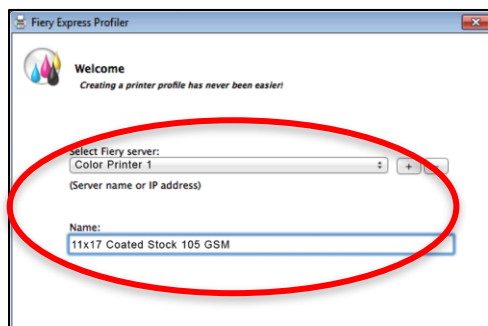 Fiery Express Profiler
Welcome
Creating a printer profile has never been easier!
Select Fiery server:
Color Printer 1
+ -
(Server name or IP address)
Name:
11x17 Coated Stock 105 GSM